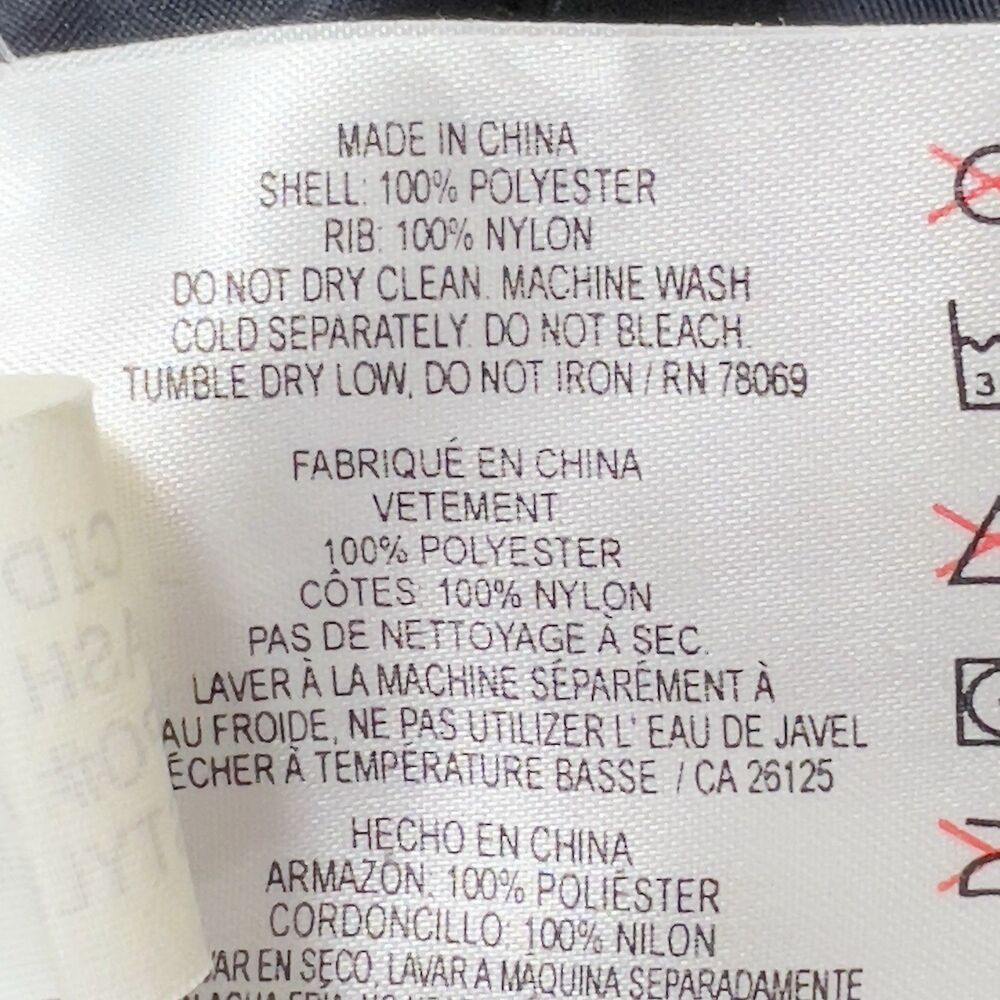 MADE IN CHINA
SHELL: 100% POLYESTER
RIB: 100% NYLON
DO NOT DRY CLEAN. MACHINE WASH
COLD SEPARATELY. DO NOT BLEACH.
TUMBLE DRY LOW, DO NOT IRON / RN 78069
FABRIQUÉ EN CHINA
VETEMENT
100% POLYESTER
CÔTES: 100% NYLON
PAS DE NETTOYAGE À SEC.
LAVER À LA MACHINE SÉPARÉMENT À
AU FROIDE, NE PAS UTILIZER L' EAU DE JAVEL
ÉCHER À TEMPÉRATURE BASSE / CA 26125
HECHO EN CHINA
ARMAZÓN: 100% POLIÉSTER
CORDONCILLO: 100% NILON
AR EN SECO, LAVAR A MAQUINA SEPARADAMENTE
3